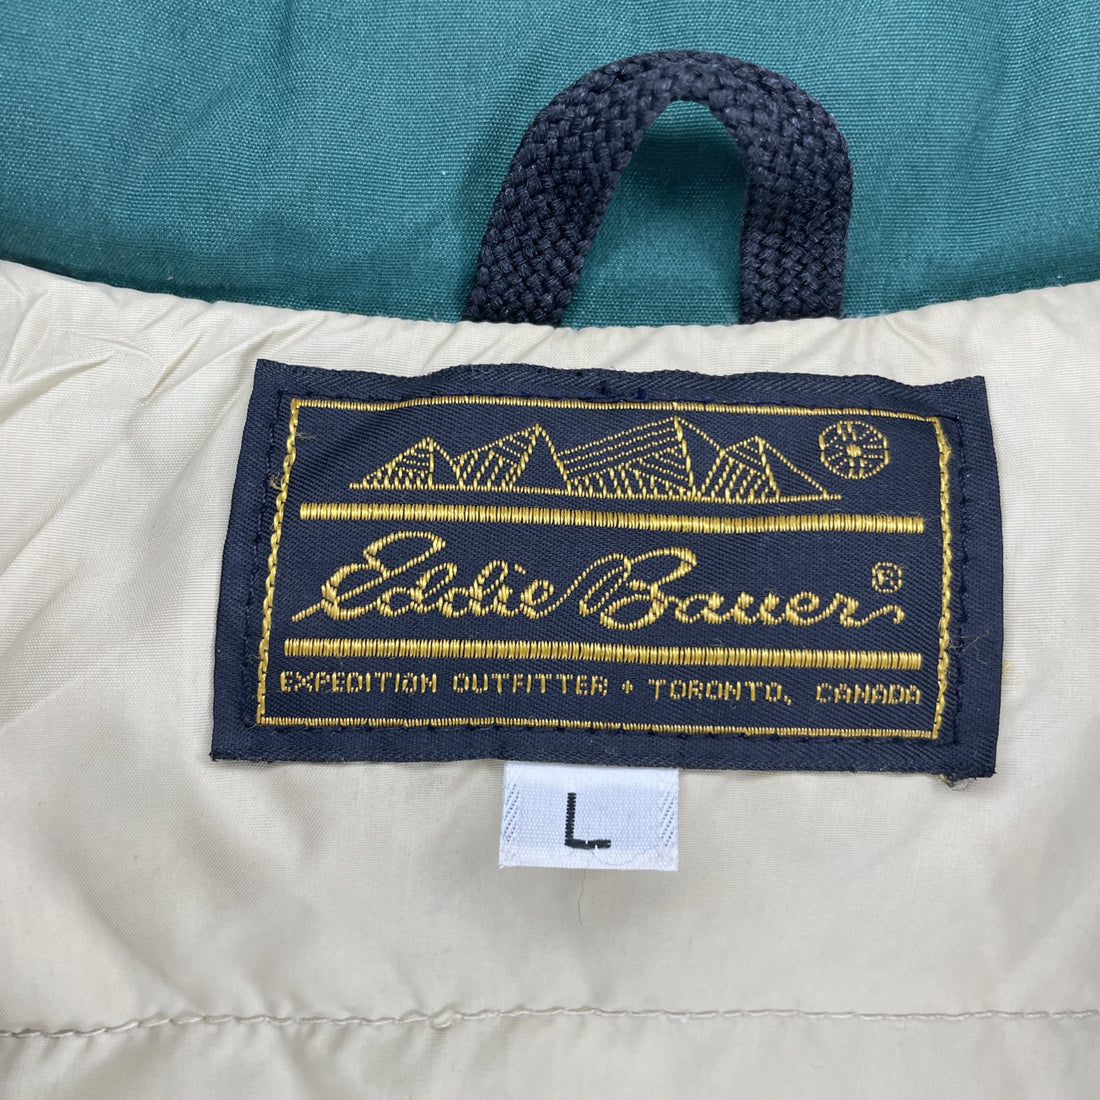 Eddie Bauer ®
EXPEDITION OUTFITTER • TORONTO, CANADA
L